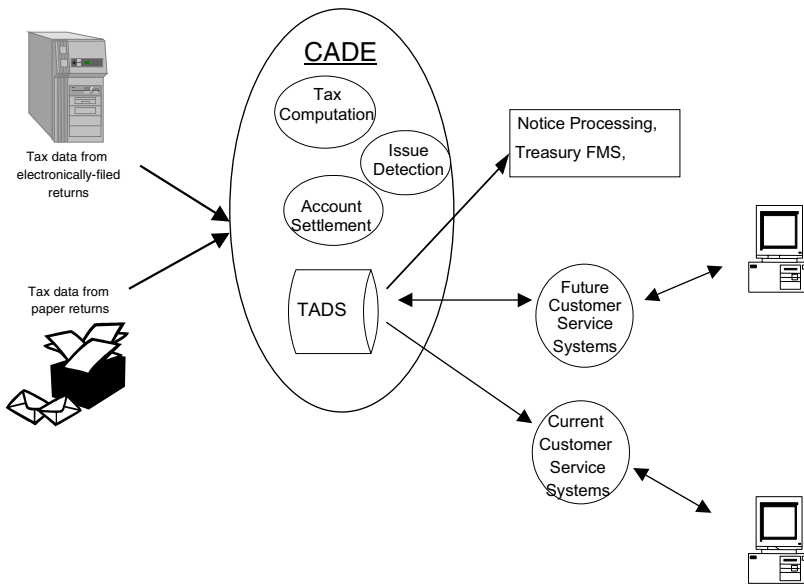 CADE
Tax
Computation
Issue
Detection
Account
Settlement
TADS
Tax data from
electronically-filed
returns
Tax data from
paper returns
Notice Processing,
Treasury FMS,
Future
Customer
Service
Systems
Current
Customer
Service
Systems